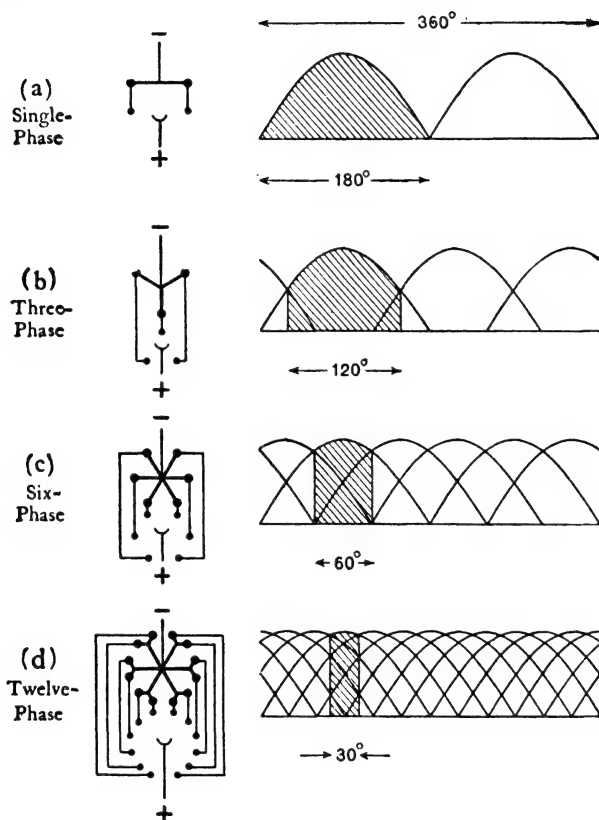 360°
−
(a)
Single-
Phase
+
180°
−
(b)
Three-
Phase
+
120°
−
(c)
Six-
Phase
+
60°
−
(d)
Twelve-
Phase
+
30°